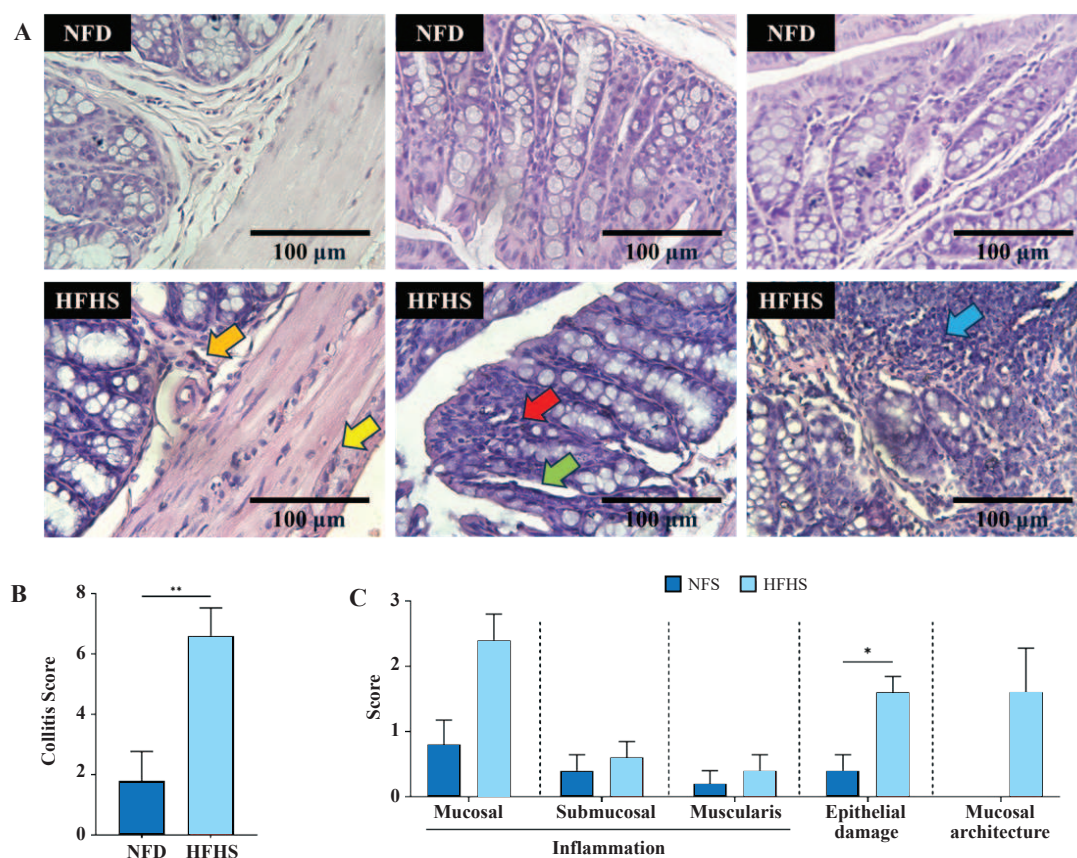 A
NFD
NFD
NFD
100 µm
100 µm
100 µm
HFHS
HFHS
HFHS
100 µm
100 µm
100 µm
B
Collitis Score
8
6
4
2
0
**
NFD HFHS
C
NFS HFHS
Score
3
2
1
0
*
Mucosal Submucosal Muscularis Epithelial damage Mucosal architecture
Inflammation